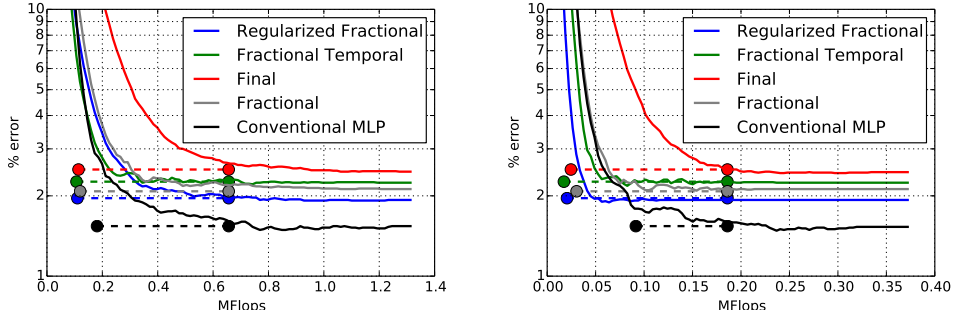 10
9
8
7
6
5
4
3
2
1
% error
0.0 0.2 0.4 0.6 0.8 1.0 1.2 1.4
MFlops
Regularized Fractional
Fractional Temporal
Final
Fractional
Conventional MLP
10
9
8
7
6
5
4
3
2
1
% error
0.00 0.05 0.10 0.15 0.20 0.25 0.30 0.35 0.40
MFlops
Regularized Fractional
Fractional Temporal
Final
Fractional
Conventional MLP